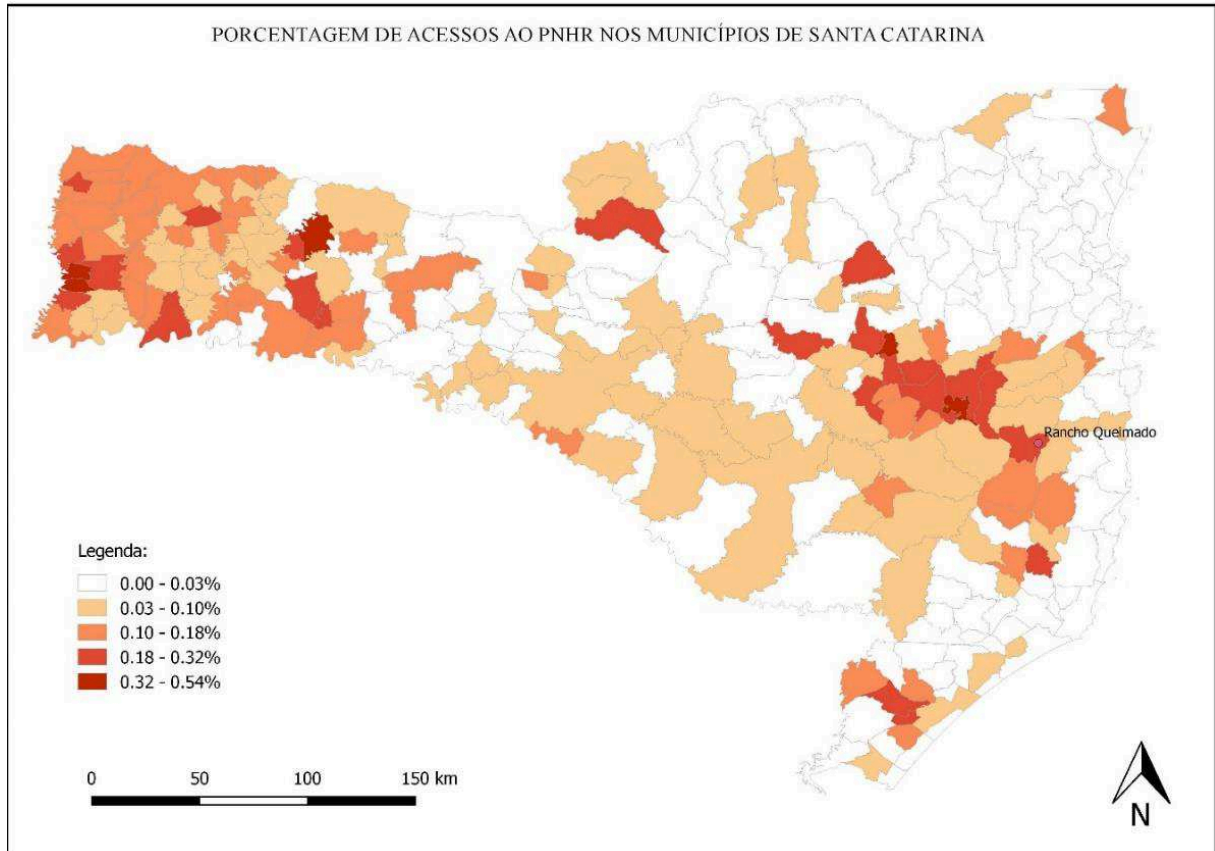 PORCENTAGEM DE ACESSOS AO PNHR NOS MUNICÍPIOS DE SANTA CATARINA
Rancho Queimado
Legenda:
0.00 - 0.03%
0.03 - 0.10%
0.10 - 0.18%
0.18 - 0.32%
0.32 - 0.54%
0 50 100 150 km
N